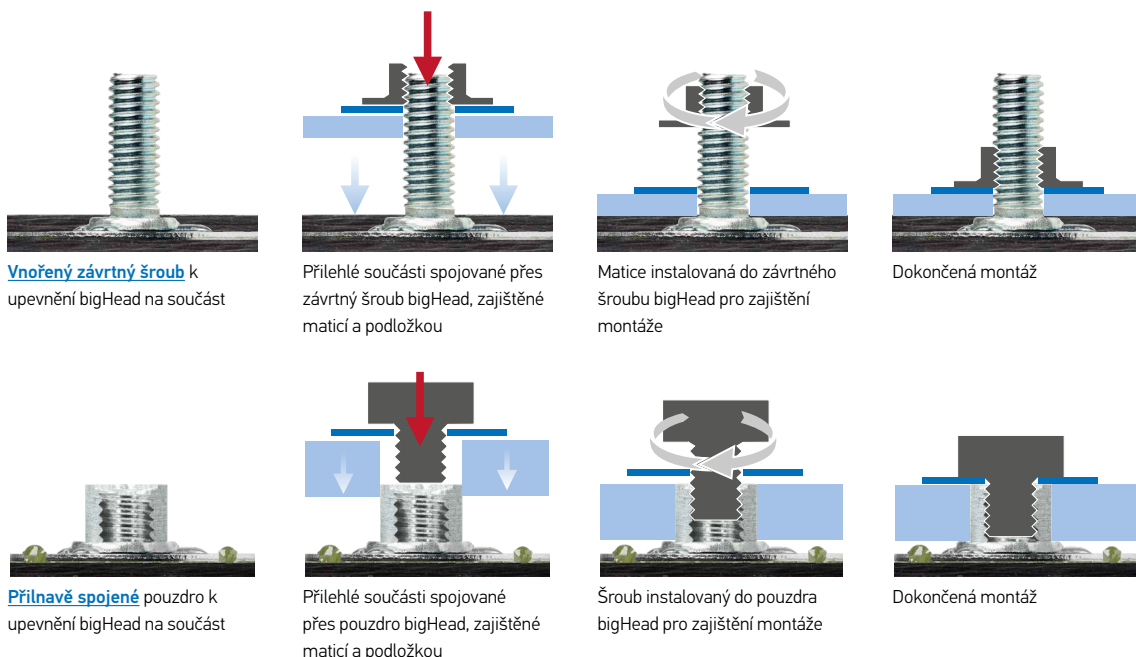 Vnořený závrtný šroub k
upevnění bigHead na součást
Přilehlé součásti spojované přes
závrtný šroub bigHead, zajištěné
maticí a podložkou
Matice instalovaná do závrtného
šroubu bigHead pro zajištění
montáže
Dokončená montáž
Přilnavě spojené pouzdro k
upevnění bigHead na součást
Přilehlé součásti spojované
přes pouzdro bigHead, zajištěné
maticí a podložkou
Šroub instalovaný do pouzdra
bigHead pro zajištění montáže
Dokončená montáž